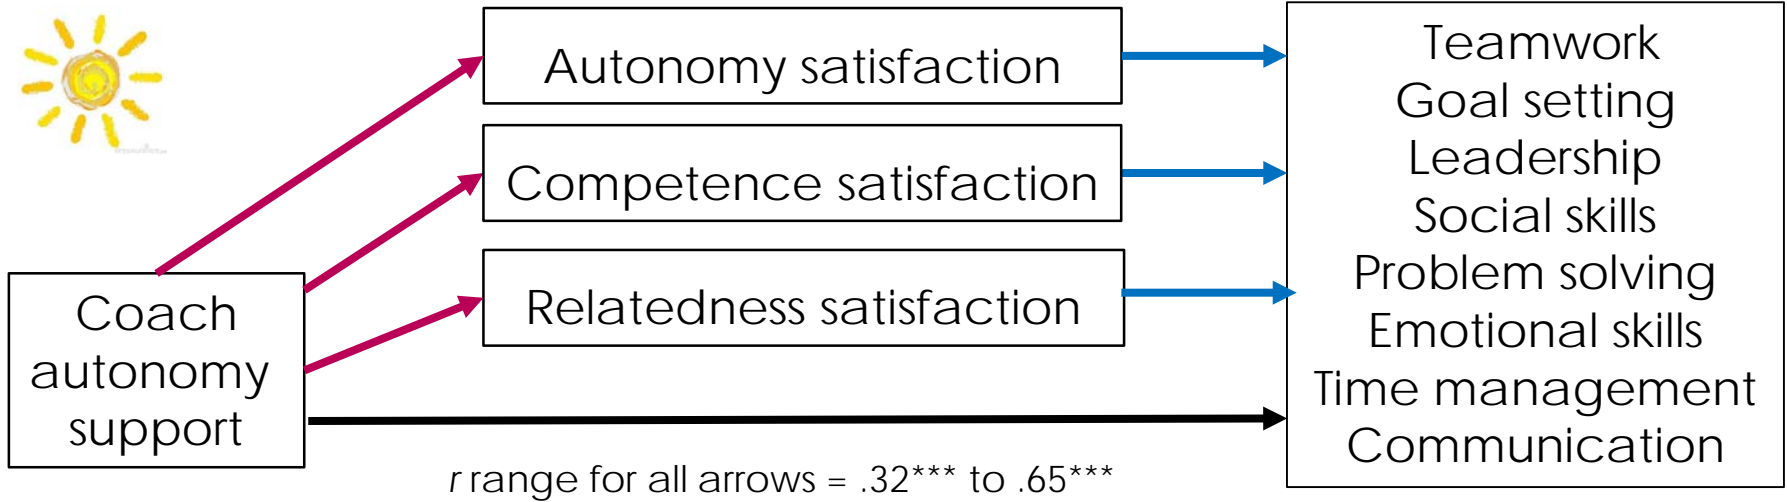 Autonomy satisfaction
Competence satisfaction
Relatedness satisfaction
Coach
autonomy
support
Teamwork
Goal setting
Leadership
Social skills
Problem solving
Emotional skills
Time management
Communication
r range for all arrows = .32*** to .65***